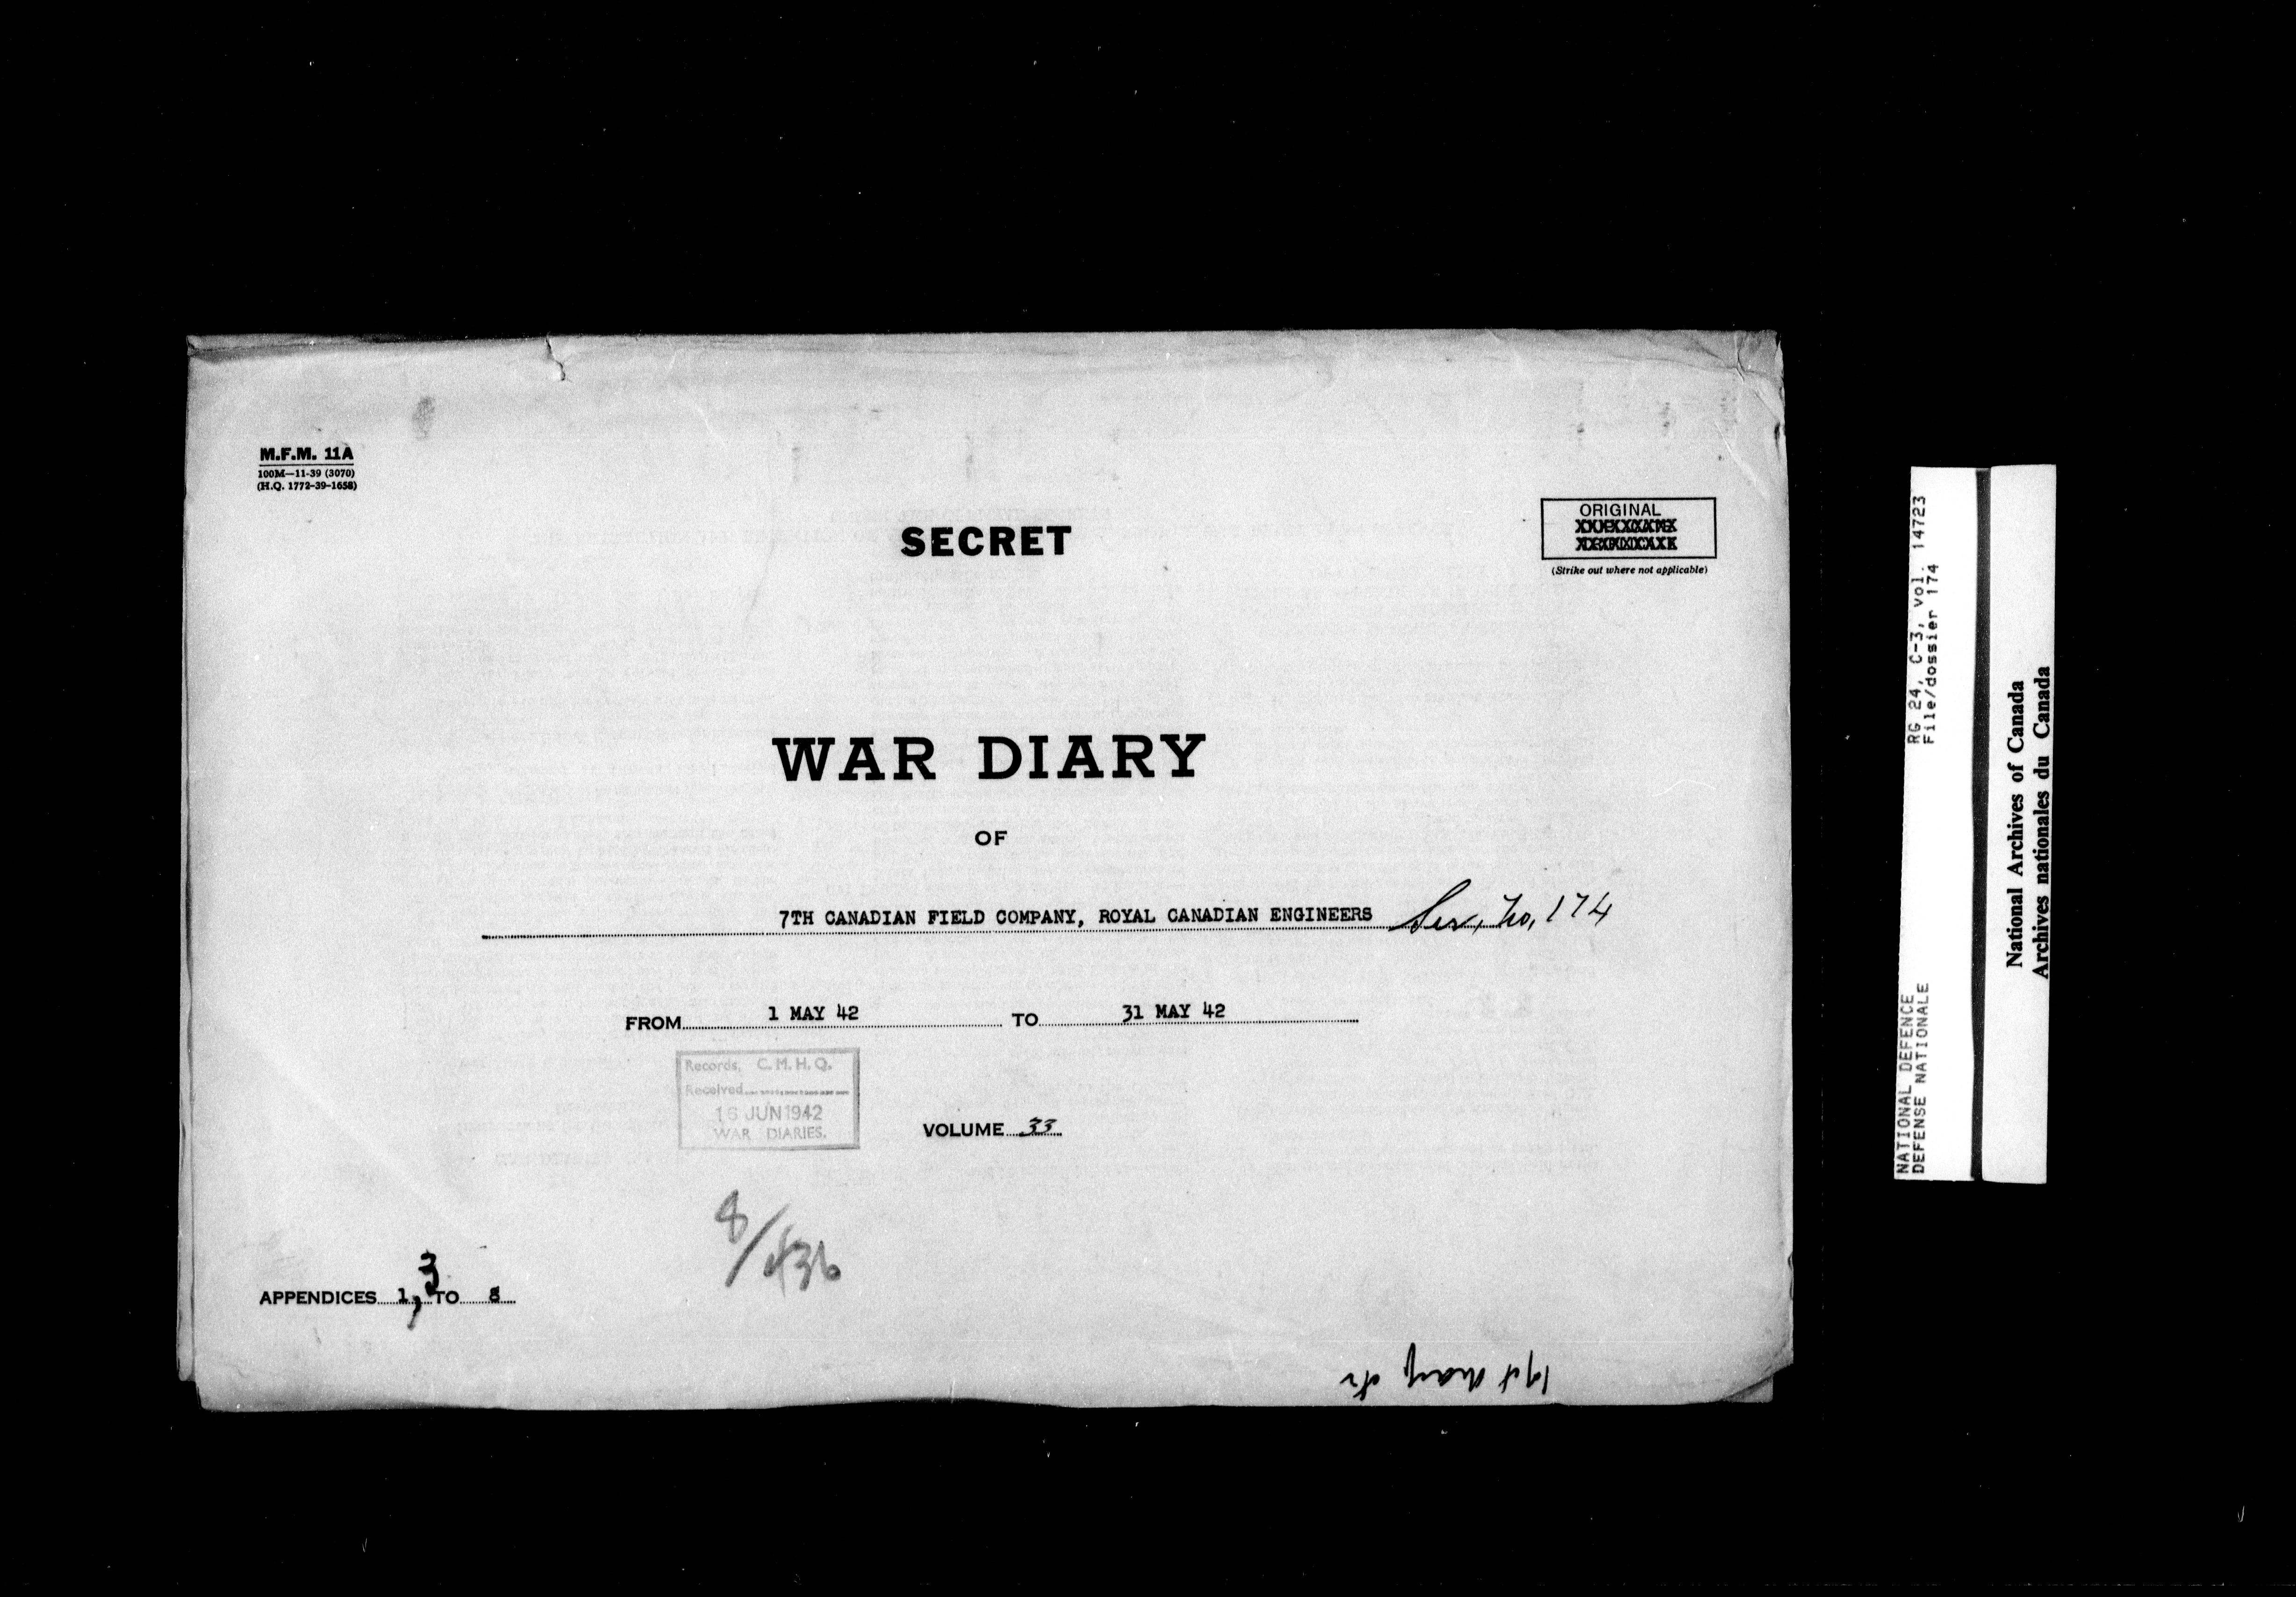 M.F.M. 11A
100M—11-39 (3070)
(H.Q. 1772-39-1658)
ORIGINAL
(Strike out where not applicable)
SECRET
WAR DIARY
OF
7TH CANADIAN FIELD COMPANY, ROYAL CANADIAN ENGINEERS Ser, No, 174
FROM 1 MAY 42 TO 31 MAY 42
Records, C.M.H.Q.
Received
16 JUN 1942
WAR DIARIES.
VOLUME 33
APPENDICES 1, 3 TO 8
RG 24, C-3, vol. 14723
File/dossier 174
NATIONAL DEFENCE
DEFENSE NATIONALE
National Archives of Canada
Archives nationales du Canada